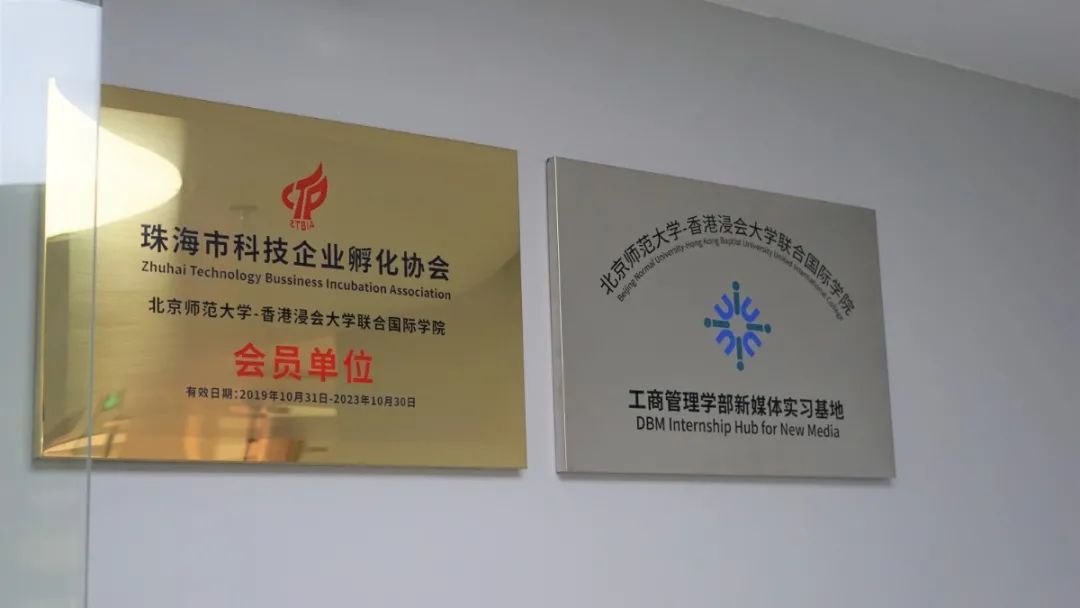 珠海市科技企业孵化协会
Zhuhai Technology Bussiness Incubation Association
北京师范大学-香港浸会大学联合国际学院
会员单位
有效日期:2019年10月31日-2023年10月30日
北京师范大学-香港浸会大学联合国际学院
Beijing Normal University-Hong Kong Baptist University United International College
工商管理学部新媒体实习基地
DBM Internship Hub for New Media